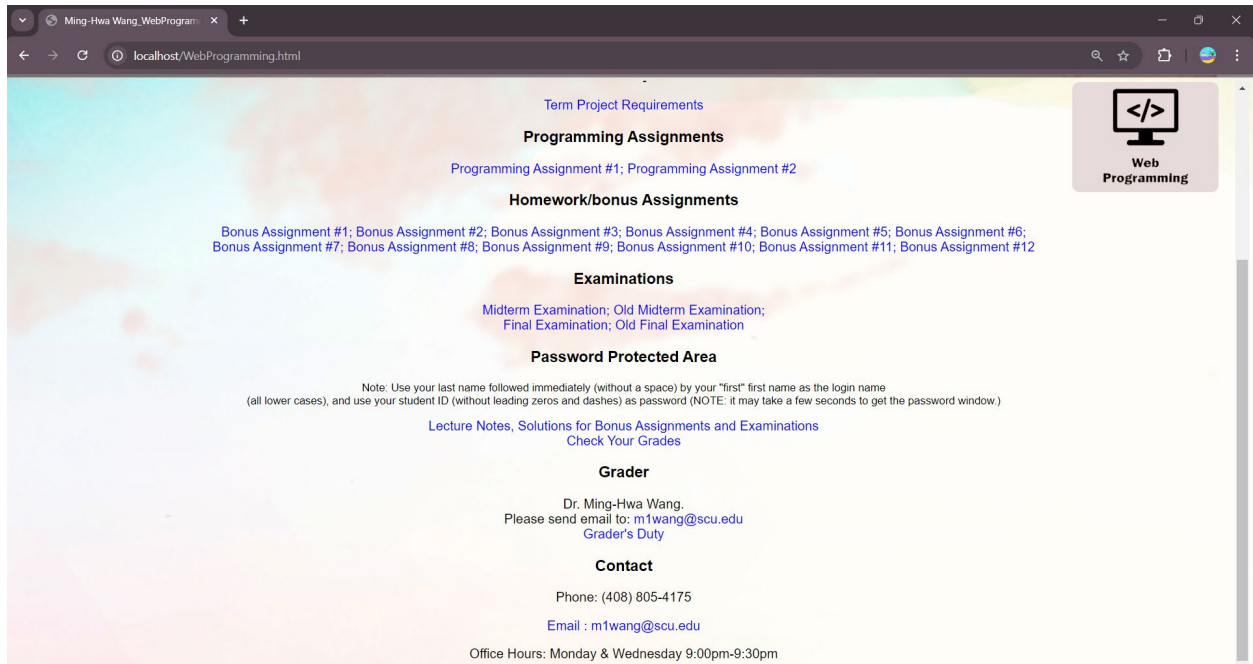 Ming-Hwa Wang_WebProgram
localhost/WebProgramming.html
Term Project Requirements
</>
Web
Programming
Programming Assignments
Programming Assignment #1; Programming Assignment #2
Homework/bonus Assignments
Bonus Assignment #1; Bonus Assignment #2; Bonus Assignment #3; Bonus Assignment #4; Bonus Assignment #5; Bonus Assignment #6;
Bonus Assignment #7; Bonus Assignment #8; Bonus Assignment #9; Bonus Assignment #10; Bonus Assignment #11; Bonus Assignment #12
Examinations
Midterm Examination; Old Midterm Examination;
Final Examination; Old Final Examination
Password Protected Area
Note: Use your last name followed immediately (without a space) by your "first" first name as the login name
(all lower cases), and use your student ID (without leading zeros and dashes) as password (NOTE: it may take a few seconds to get the password window.)
Lecture Notes, Solutions for Bonus Assignments and Examinations
Check Your Grades
Grader
Dr. Ming-Hwa Wang.
Please send email to: m1wang@scu.edu
Grader's Duty
Contact
Phone: (408) 805-4175
Email : m1wang@scu.edu
Office Hours: Monday & Wednesday 9:00pm-9:30pm